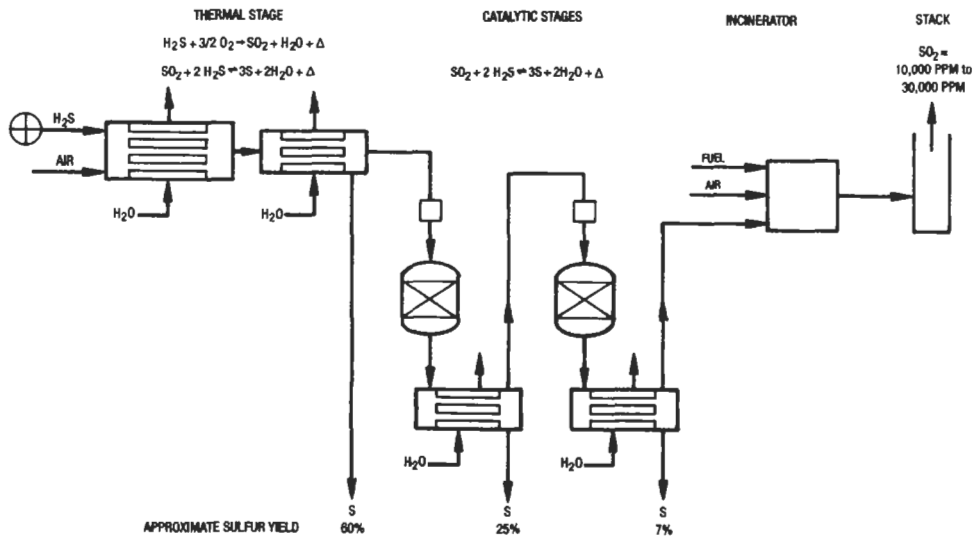 THERMAL STAGE
CATALYTIC STAGES
INCINERATOR
STACK
H₂S + 3/2 O₂ → SO₂ + H₂O + Δ
SO₂ + 2 H₂S ⇌ 3S + 2H₂O + Δ
SO₂ + 2 H₂S ⇌ 3S + 2H₂O + Δ
SO₂ =
10,000 PPM to
30,000 PPM
H₂S
AIR
H₂O
H₂O
FUEL
AIR
H₂O
H₂O
S
S
S
APPROXIMATE SULFUR YIELD
60%
25%
7%